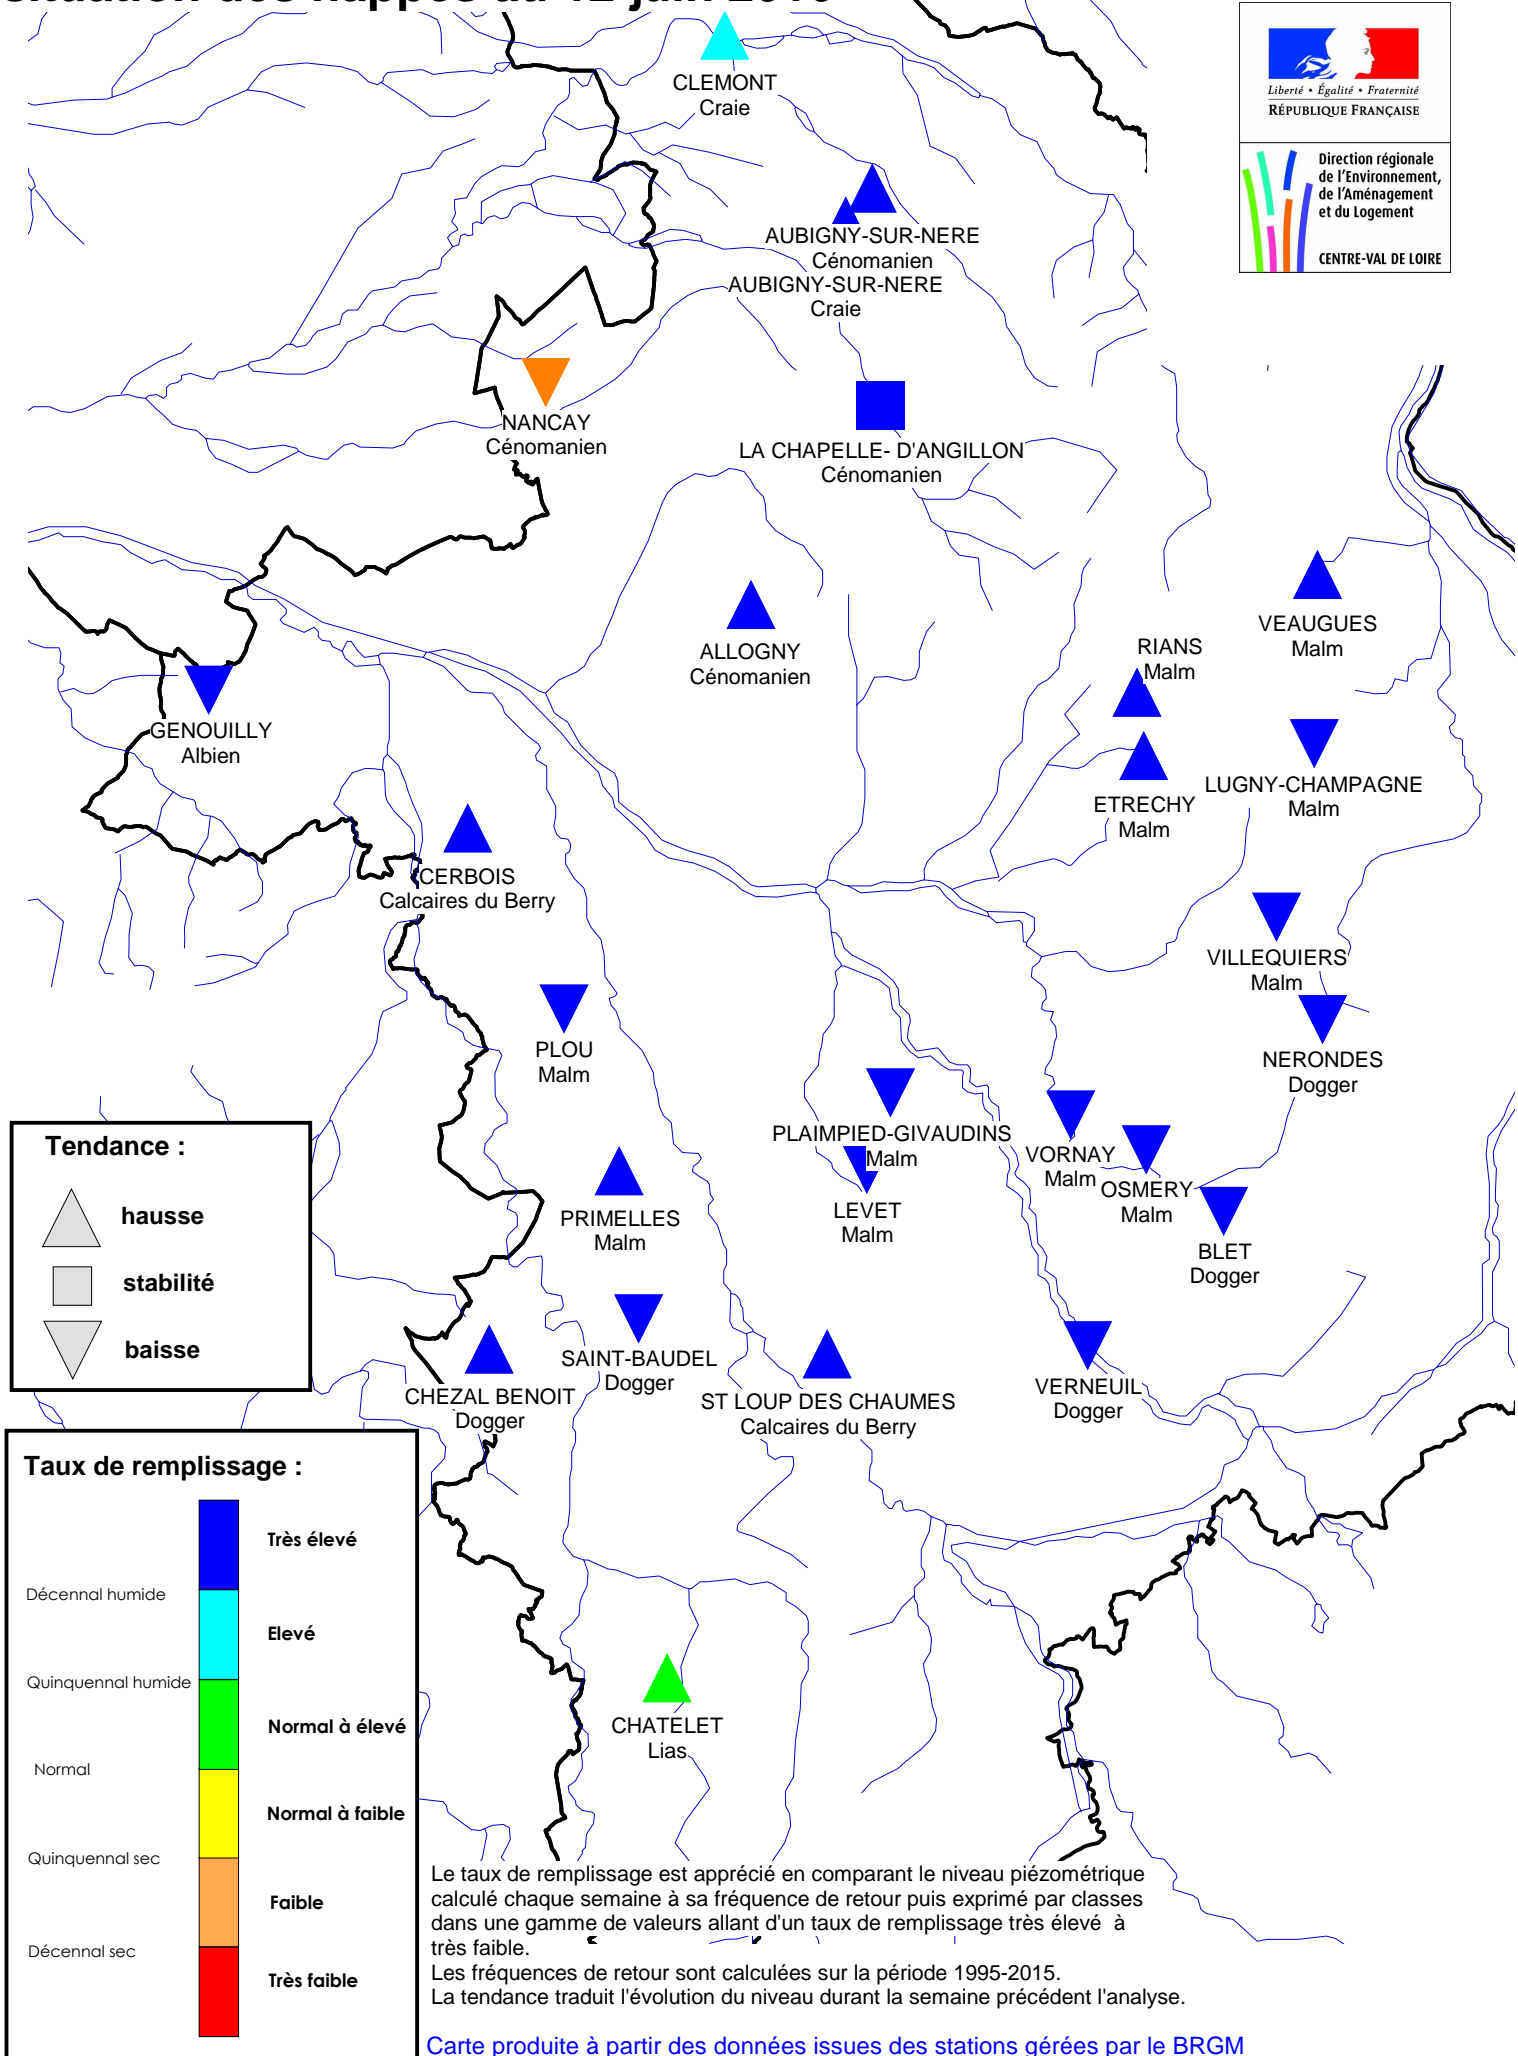 CLEMONT
Craie
Liberté • Égalité • Fraternité
RÉPUBLIQUE FRANÇAISE
Direction régionale
de l'Environnement,
de l'Aménagement
et du Logement
CENTRE-VAL DE LOIRE
AUBIGNY-SUR-NERE
Cénomanien
AUBIGNY-SUR-NERE
Craie
NANCAY
Cénomanien
LA CHAPELLE- D'ANGILLON
Cénomanien
VEAUGUES
Malm
RIANS
Malm
ALLOGNY
Cénomanien
GENOUILLY
Albien
LUGNY-CHAMPAGNE
Malm
ETRECHY
Malm
CERBOIS
Calcaires du Berry
VILLEQUIERS
Malm
PLOU
Malm
NERONDES
Dogger
PLAIMPIED-GIVAUDINS
Malm
VORNAY
Malm
OSMERY
Malm
LEVET
Malm
PRIMELLES
Malm
BLET
Dogger
SAINT-BAUDEL
Dogger
CHEZAL BENOIT
Dogger
ST LOUP DES CHAUMES
Calcaires du Berry
VERNEUIL
Dogger
CHATELET
Lias
Tendance :
hausse
stabilité
baisse
Taux de remplissage :
Très élevé
Décennal humide
Elevé
Quinquennal humide
Normal à élevé
Normal
Normal à faible
Quinquennal sec
Faible
Décennal sec
Très faible
Le taux de remplissage est apprécié en comparant le niveau piézométrique
calculé chaque semaine à sa fréquence de retour puis exprimé par classes
dans une gamme de valeurs allant d'un taux de remplissage très élevé à
très faible.
Les fréquences de retour sont calculées sur la période 1995-2015.
La tendance traduit l'évolution du niveau durant la semaine précédent l'analyse.
Carte produite à partir des données issues des stations gérées par le BRGM